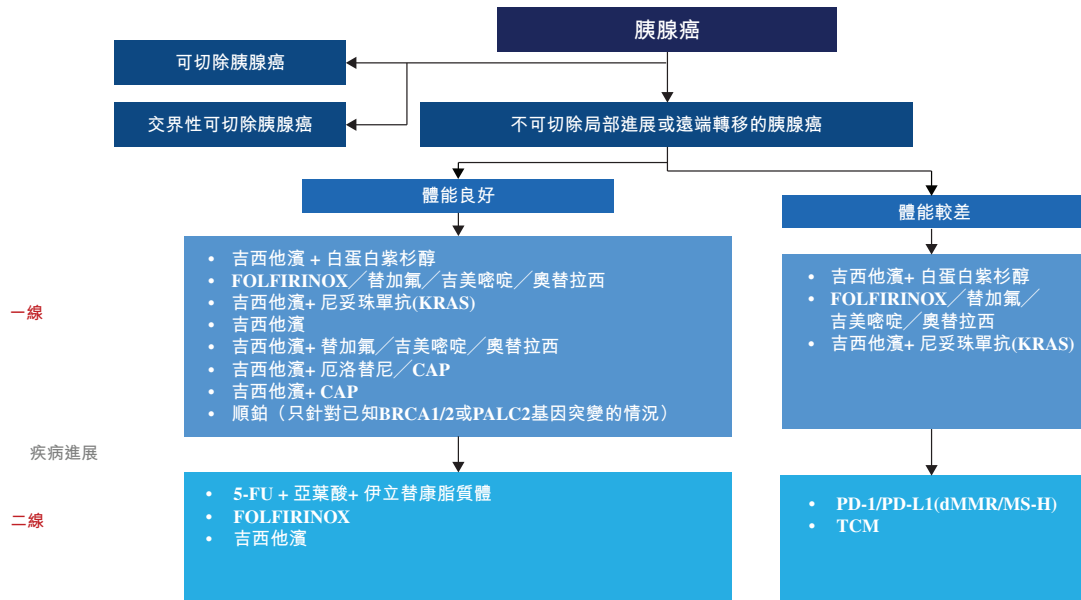 胰腺癌
可切除胰腺癌
交界性可切除胰腺癌
不可切除局部進展或遠端轉移的胰腺癌
體能良好
體能較差
一線
• 吉西他濱 + 白蛋白紫杉醇
• FOLFIRINOX╱替加氟╱吉美嘧啶╱奧替拉西
• 吉西他濱+ 尼妥珠單抗(KRAS)
• 吉西他濱
• 吉西他濱+ 替加氟╱吉美嘧啶╱奧替拉西
• 吉西他濱+ 厄洛替尼╱CAP
• 吉西他濱+ CAP
• 順鉑（只針對已知BRCA1/2或PALC2基因突變的情況）
• 吉西他濱+ 白蛋白紫杉醇
• FOLFIRINOX╱替加氟╱
吉美嘧啶╱奧替拉西
• 吉西他濱+ 尼妥珠單抗(KRAS)
疾病進展
二線
• 5-FU + 亞葉酸+ 伊立替康脂質體
• FOLFIRINOX
• 吉西他濱
• PD-1/PD-L1(dMMR/MS-H)
• TCM